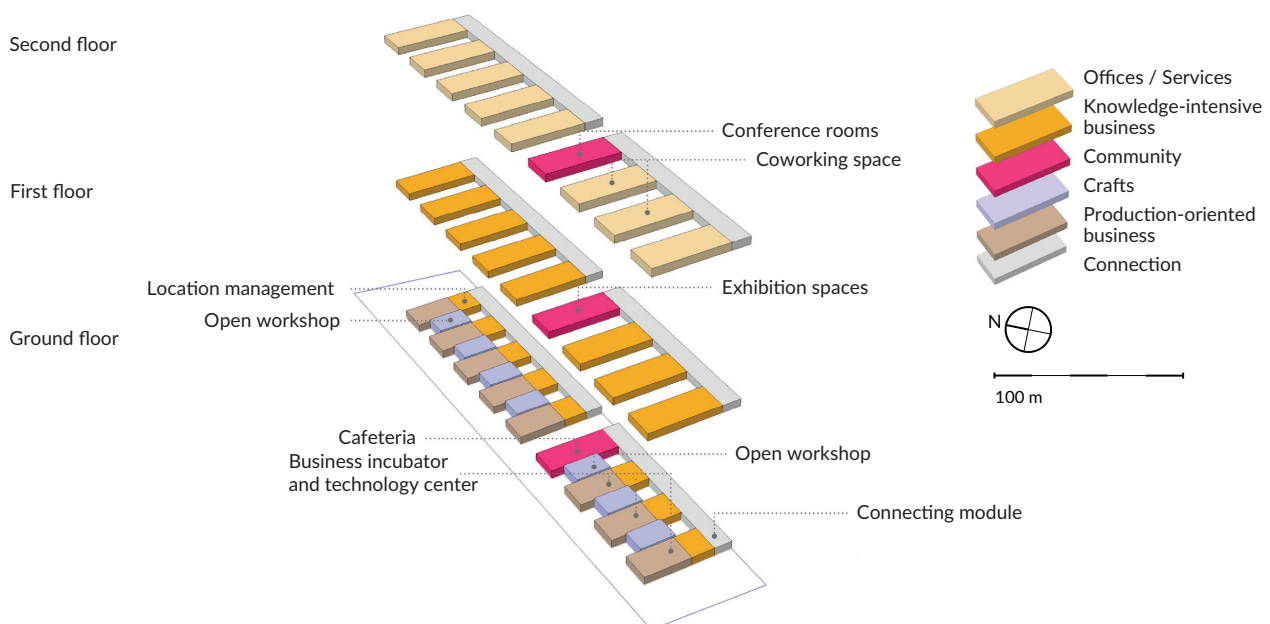 Second floor
First floor
Ground floor
Conference rooms
Coworking space
Location management
Open workshop
Exhibition spaces
Cafeteria
Business incubator
and technology center
Open workshop
Connecting module
Offices / Services
Knowledge-intensive
business
Community
Crafts
Production-oriented
business
Connection
N
100 m